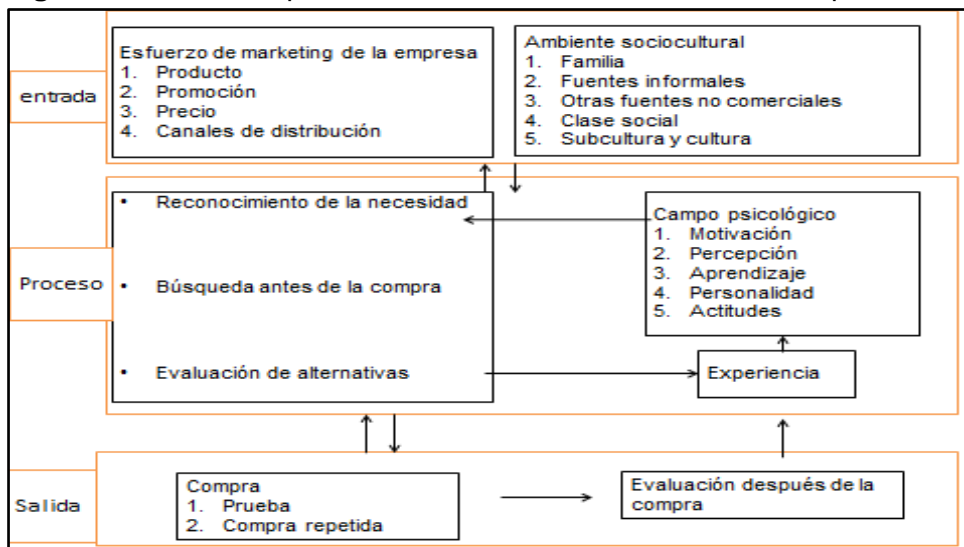 entrada
Esfuerzo de marketing de la empresa
1. Producto
2. Promoción
3. Precio
4. Canales de distribución
Ambiente sociocultural
1. Familia
2. Fuentes informales
3. Otras fuentes no comerciales
4. Clase social
5. Subcultura y cultura
Proceso
• Reconocimiento de la necesidad
• Búsqueda antes de la compra
• Evaluación de alternativas
Campo psicológico
1. Motivación
2. Percepción
3. Aprendizaje
4. Personalidad
5. Actitudes
Experiencia
Salida
Compra
1. Prueba
2. Compra repetida
Evaluación después de la
compra